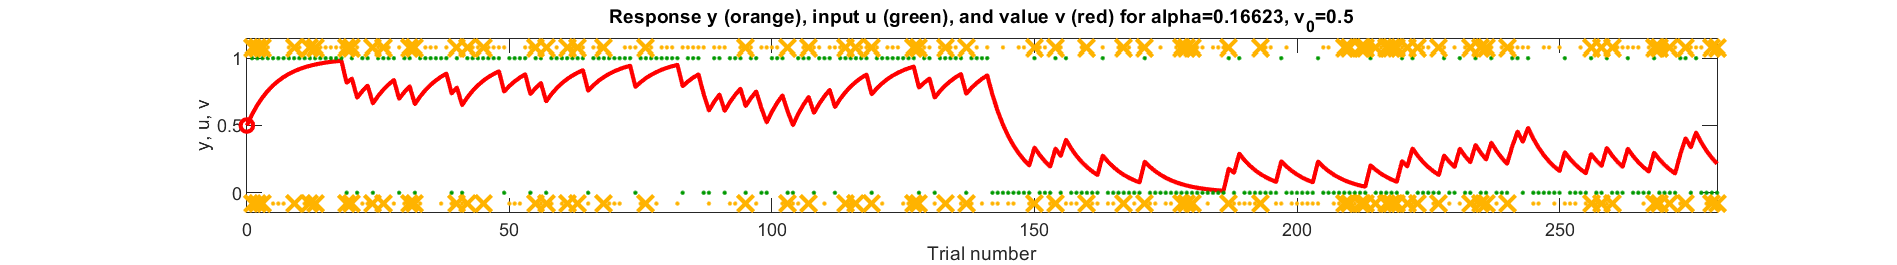 Response y (orange), input u (green), and value v (red) for alpha=0.16623, v0=0.5
y, u, v
1
0.5
0
0 50 100 150 200 250
Trial number